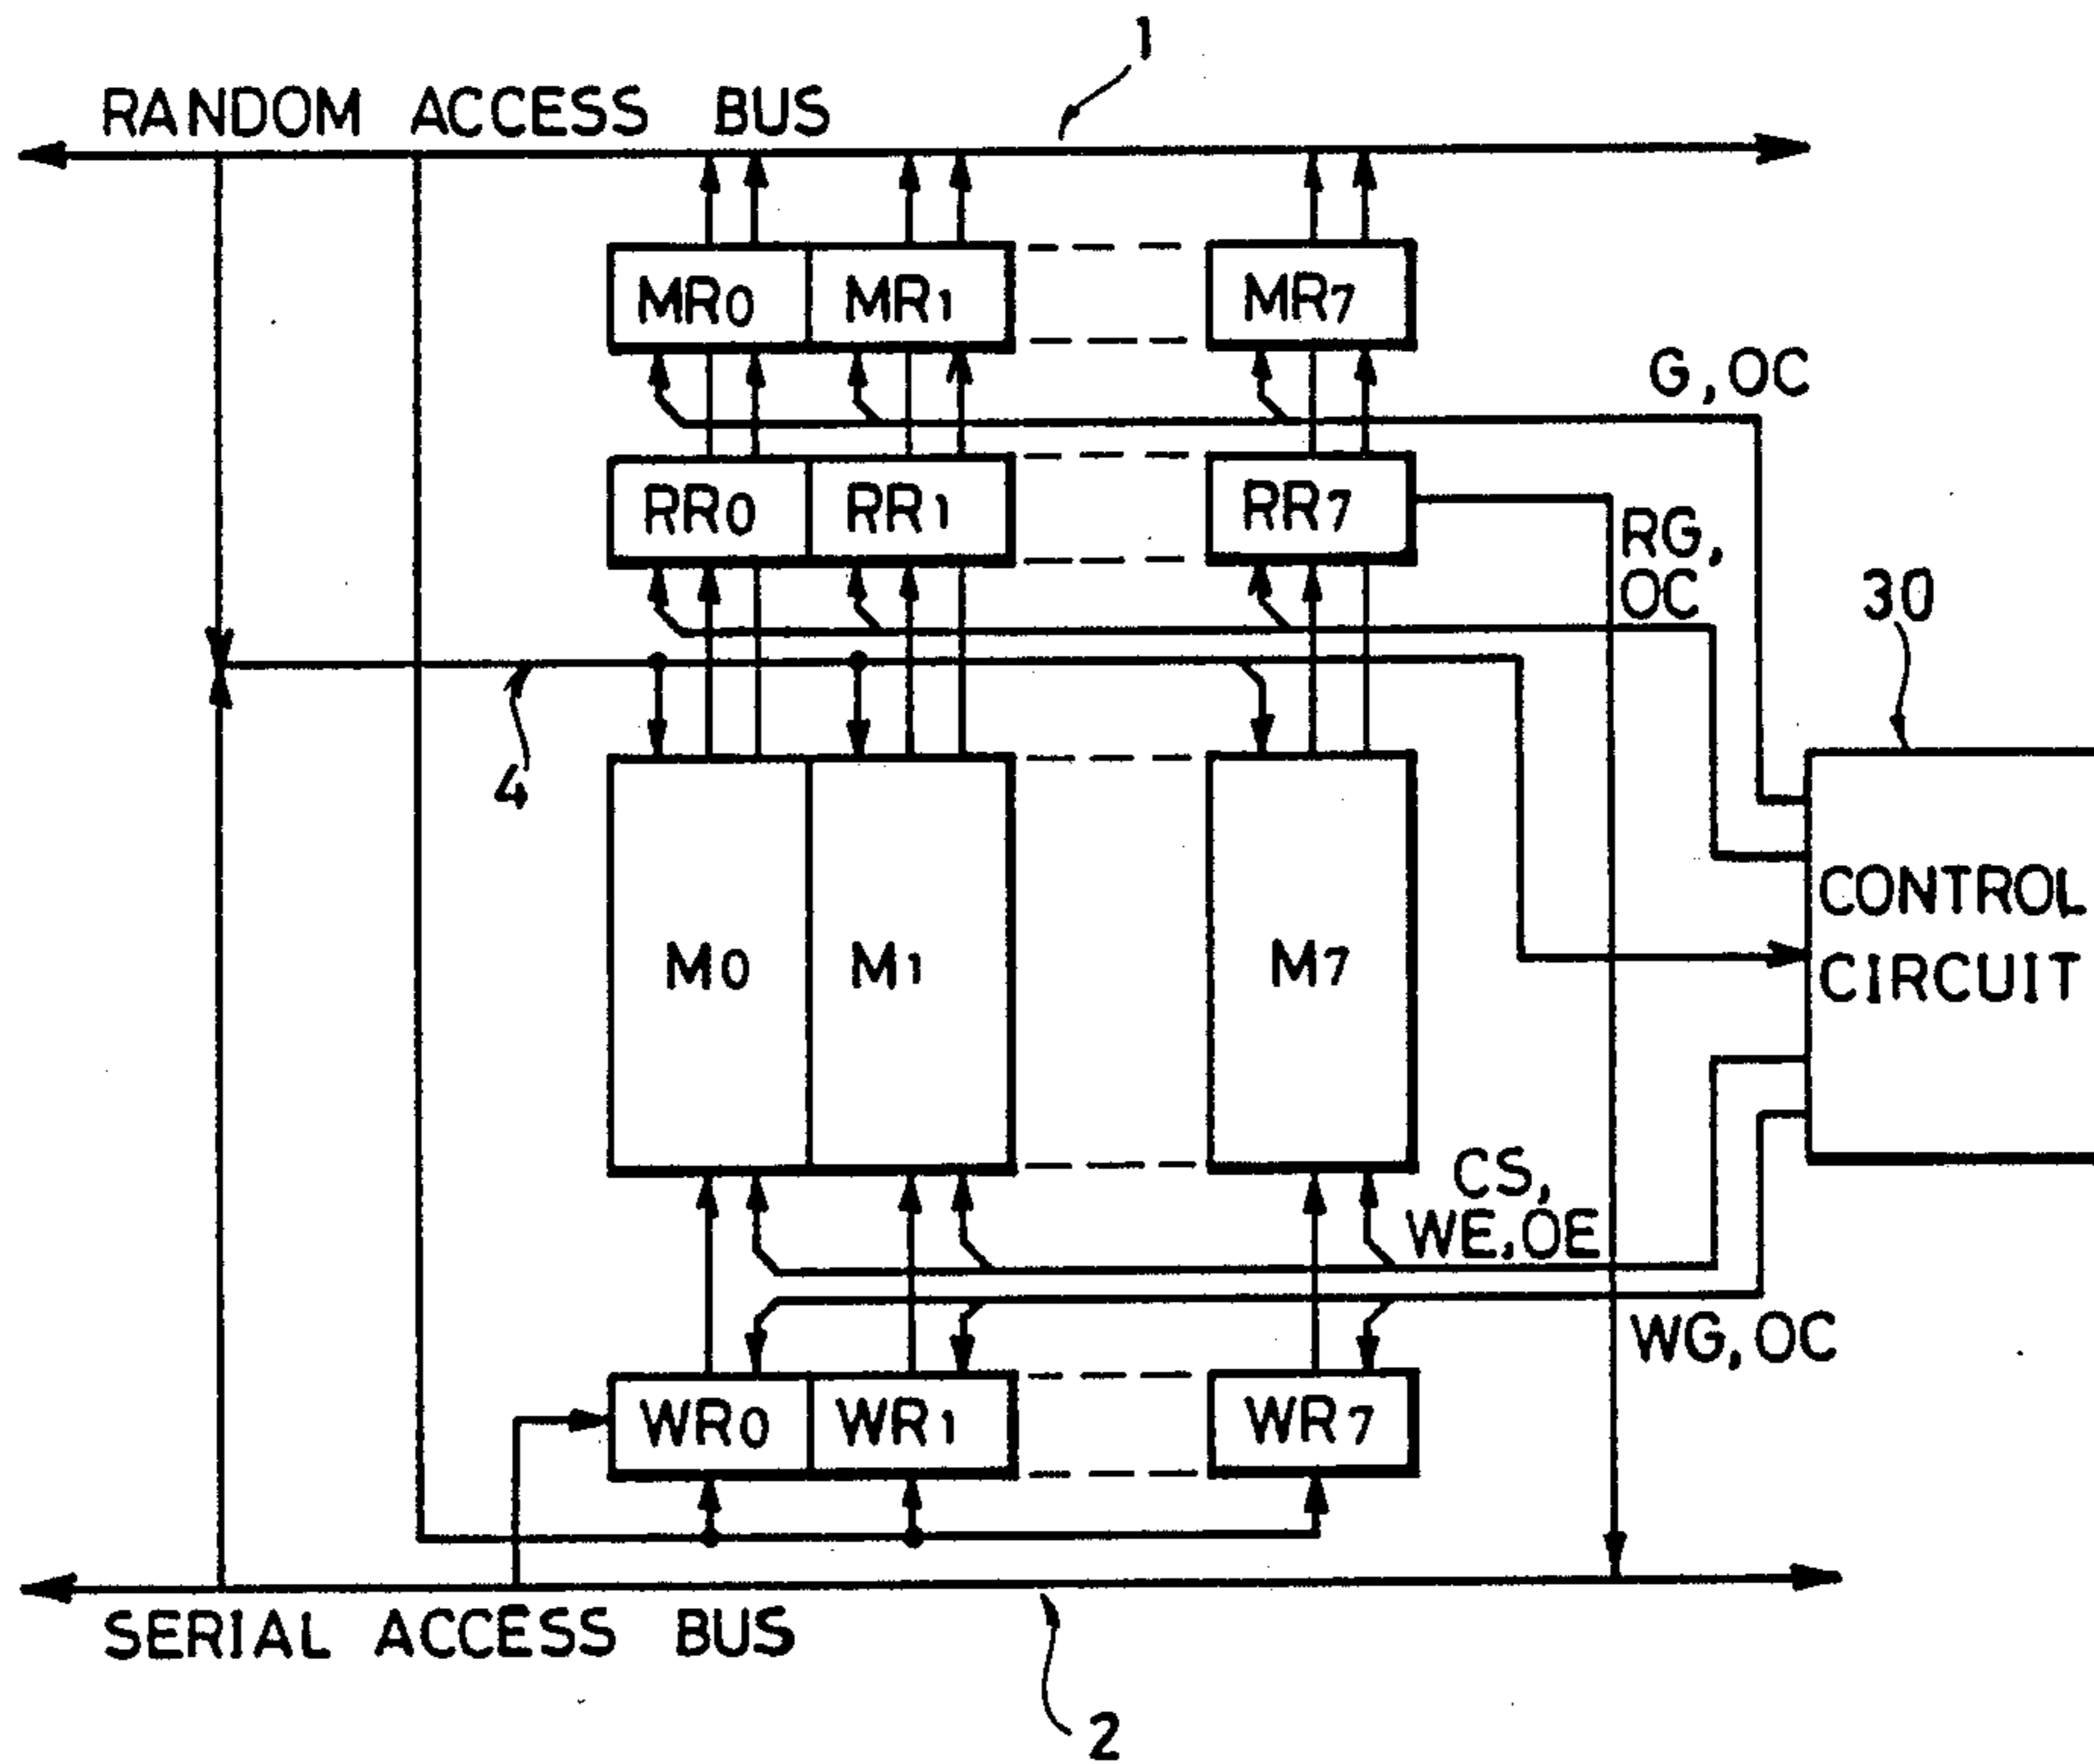 1
RANDOM ACCESS BUS
MR0 MR1 MR7
G, OC
RR0 RR1 RR7
RG,
OC
30
4
CONTROL
CIRCUIT
M0 M1 M7
CS,
WE, OE
WG, OC
WR0 WR1 WR7
SERIAL ACCESS BUS
2